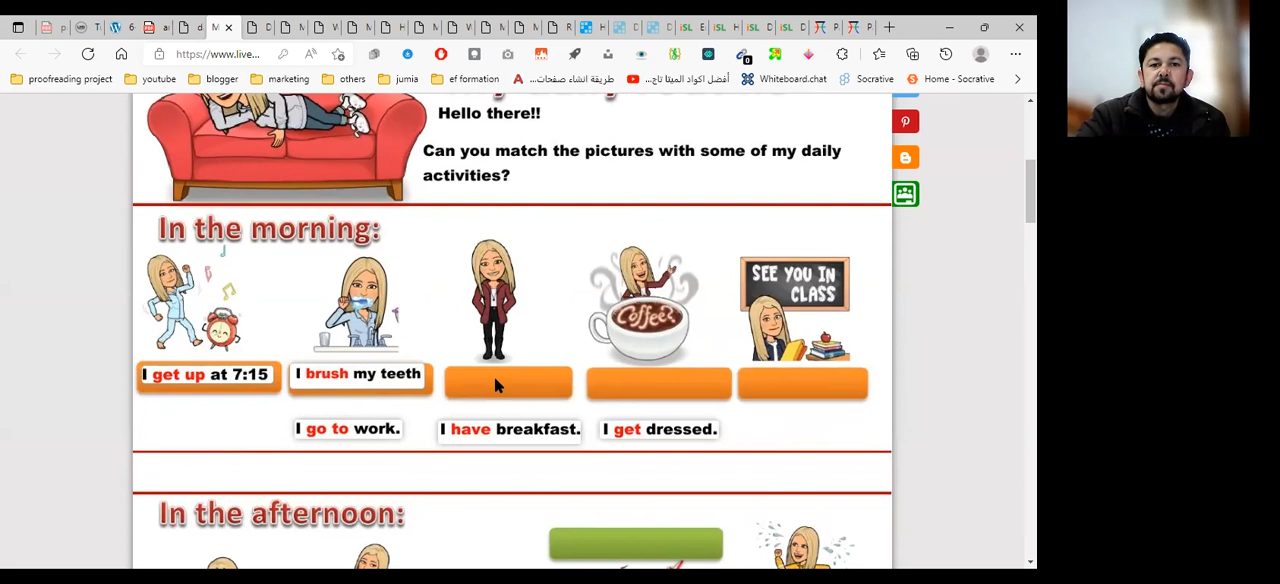 https://www.live...
proofreading project
youtube
blogger
marketing
others
jumia
ef formation
طريقة انشاء صفحات...
أفضل اكواد الميتا تاج...
Whiteboard.chat
Socrative
Home - Socrative
Hello there!!
Can you match the pictures with some of my daily
activities?
In the morning:
SEE YOU IN
CLASS
Coffee
I get up at 7:15
I brush my teeth
I go to work.
I have breakfast.
I get dressed.
In the afternoon: